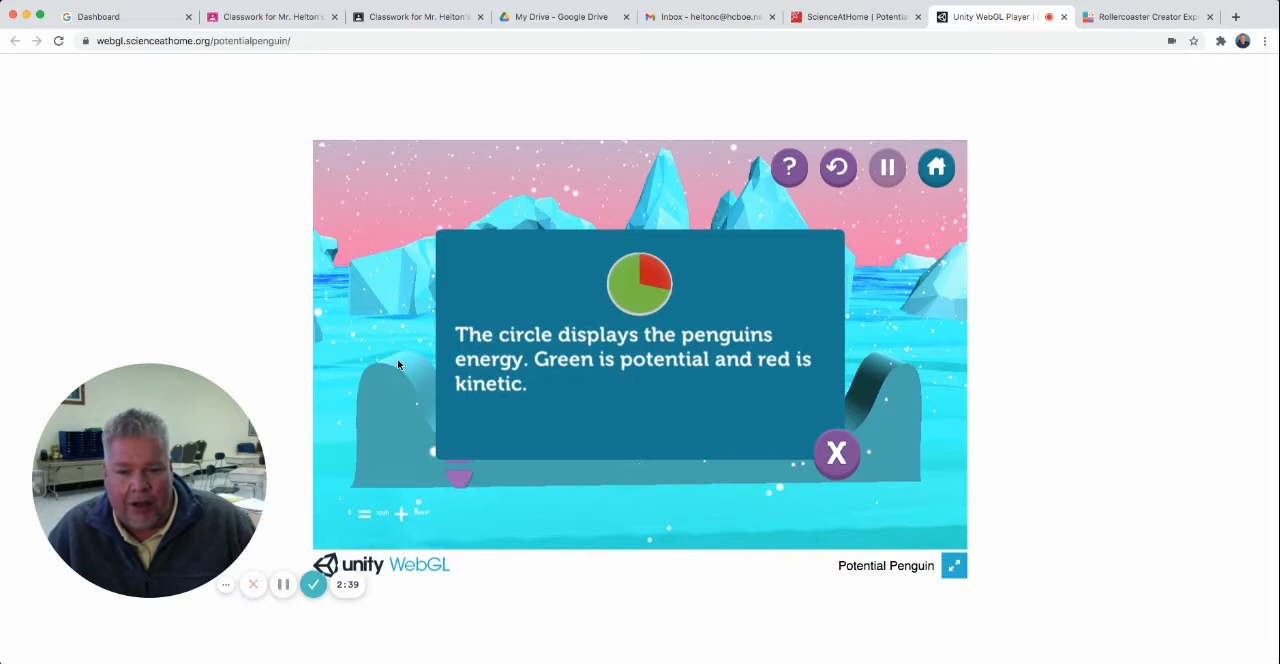 Dashboard
Classwork for Mr. Helton's
Classwork for Mr. Helton's
My Drive - Google Drive
Inbox - heltonc@hcboe.ne
ScienceAtHome | Potentia
Unity WebGL Player |
Rollercoaster Creator Exp
webgl.scienceathome.org/potentialpenguin/
?
The circle displays the penguins
energy. Green is potential and red is
kinetic.
X
= +
unity WebGL
Potential Penguin
2:39